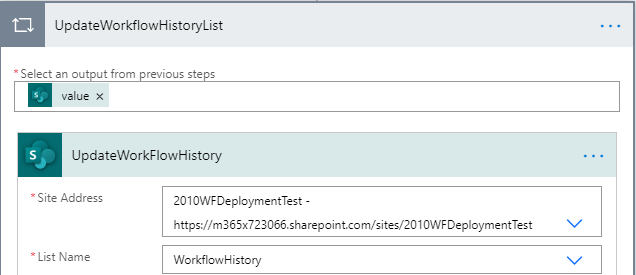 UpdateWorkflowHistoryList
...
*Select an output from previous steps
value ×
UpdateWorkFlowHistory
...
*Site Address
2010WFDeploymentTest -
https://m365x723066.sharepoint.com/sites/2010WFDeploymentTest
*List Name
WorkflowHistory